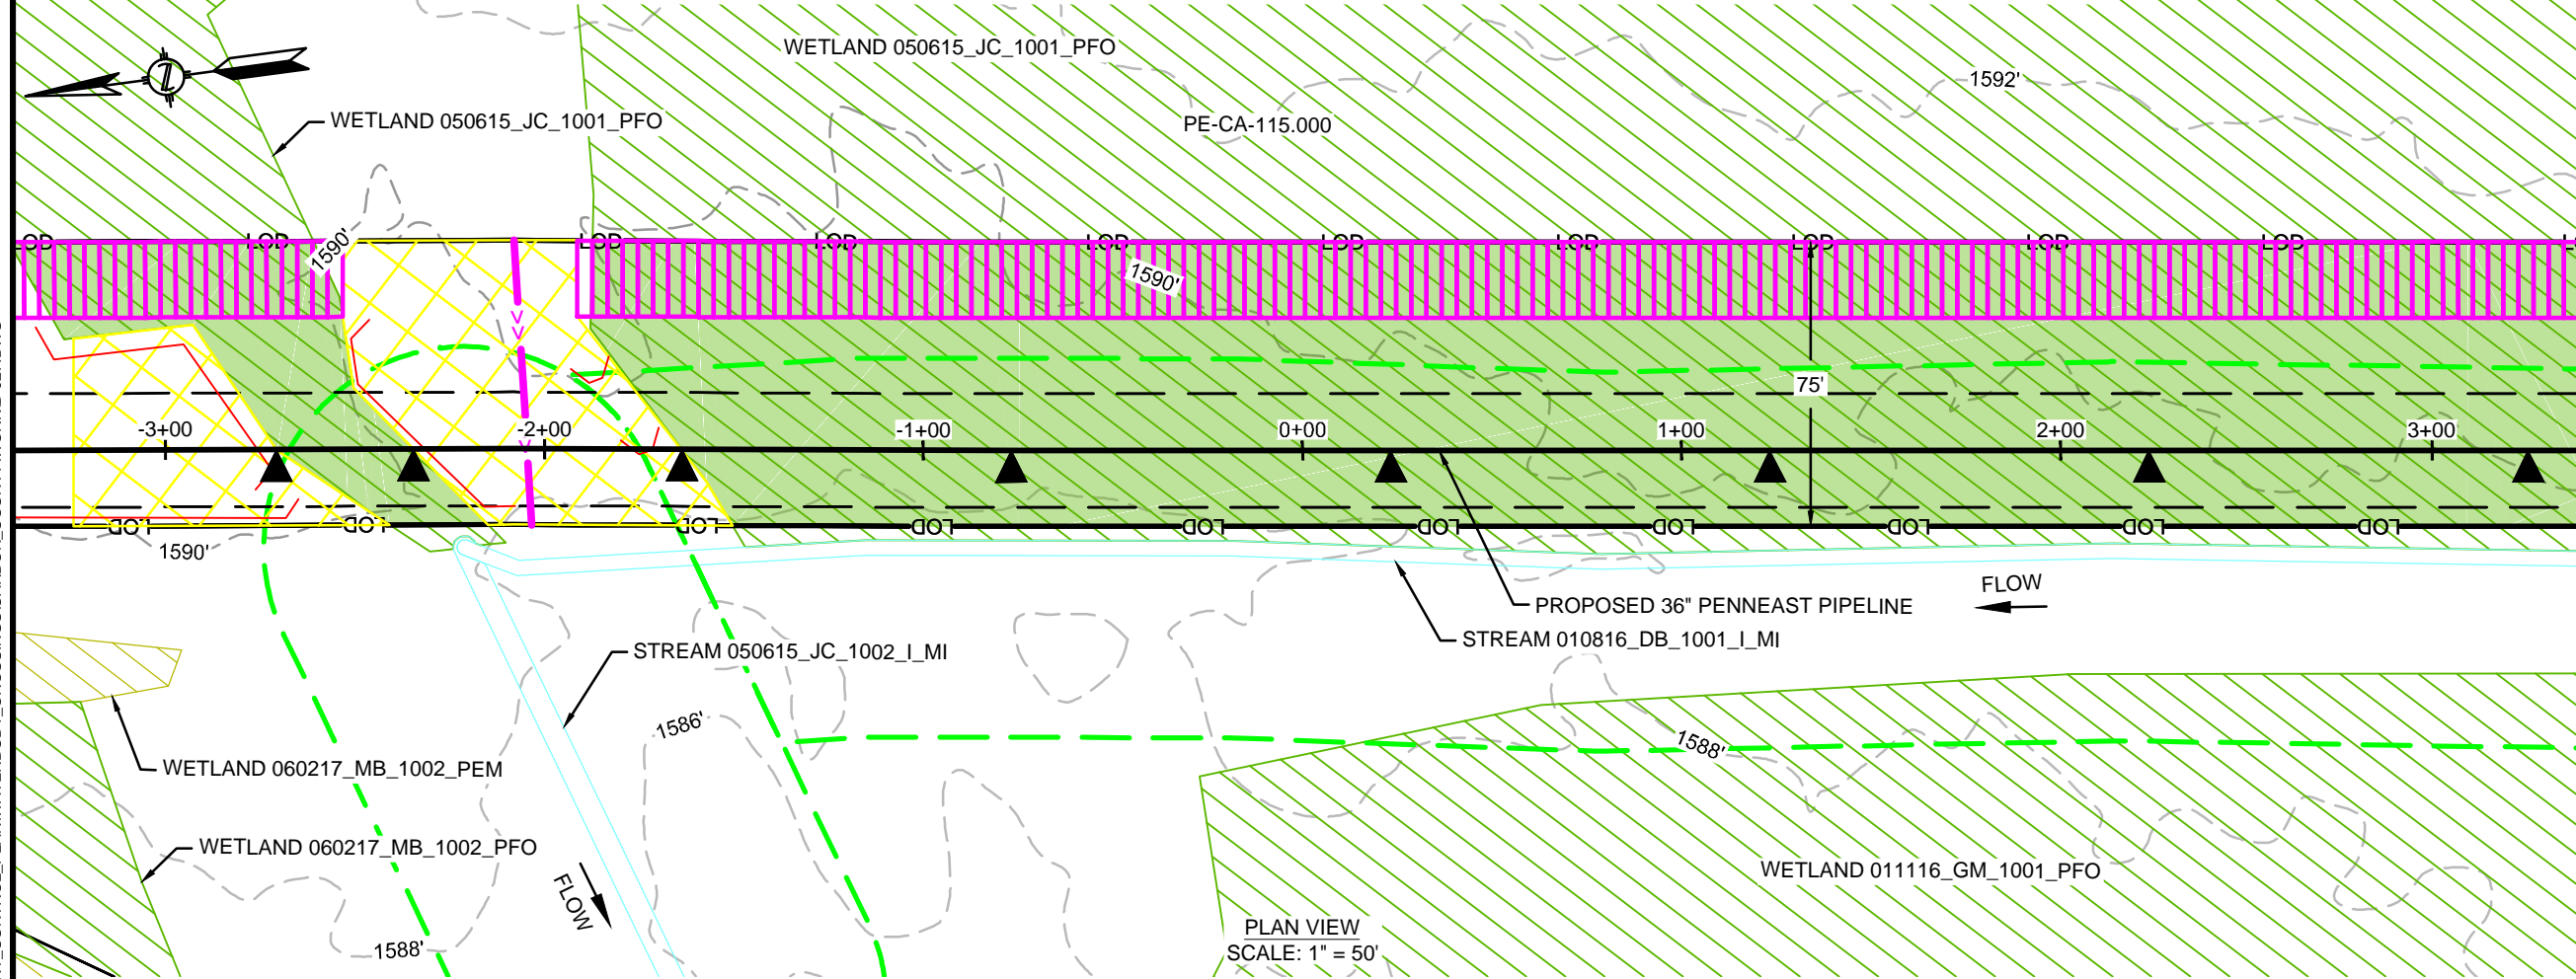 WETLAND 050615_JC_1001_PFO
1592'
WETLAND 050615_JC_1001_PFO
PE-CA-115.000
LOD LOD LOD LOD LOD LOD LOD LOD LOD LOD
1590'
1590'
75'
-3+00 -2+00 -1+00 0+00 1+00 2+00 3+00
LOD LOD LOD LOD LOD LOD LOD LOD LOD
1590'
FLOW
PROPOSED 36" PENNEAST PIPELINE
STREAM 010816_DB_1001_I_MI
STREAM 050615_JC_1002_I_MI
1586'
1588'
WETLAND 060217_MB_1002_PEM
WETLAND 060217_MB_1002_PFO
WETLAND 011116_GM_1001_PFO
FLOW
1588'
PLAN VIEW
SCALE: 1" = 50'